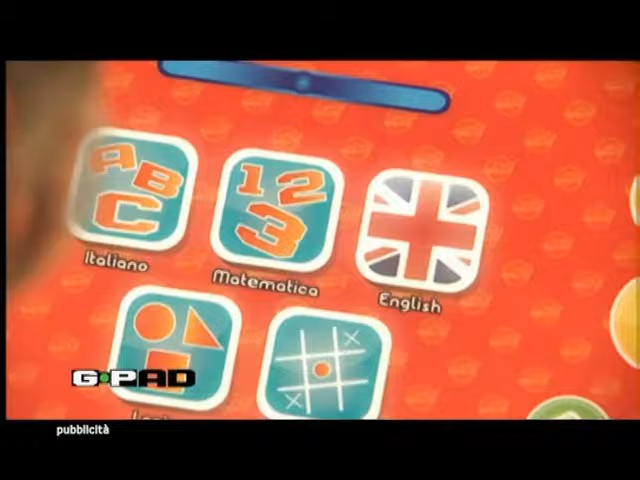 ABC
123
Italiano
Matematica
English
G·PAD
pubblicità